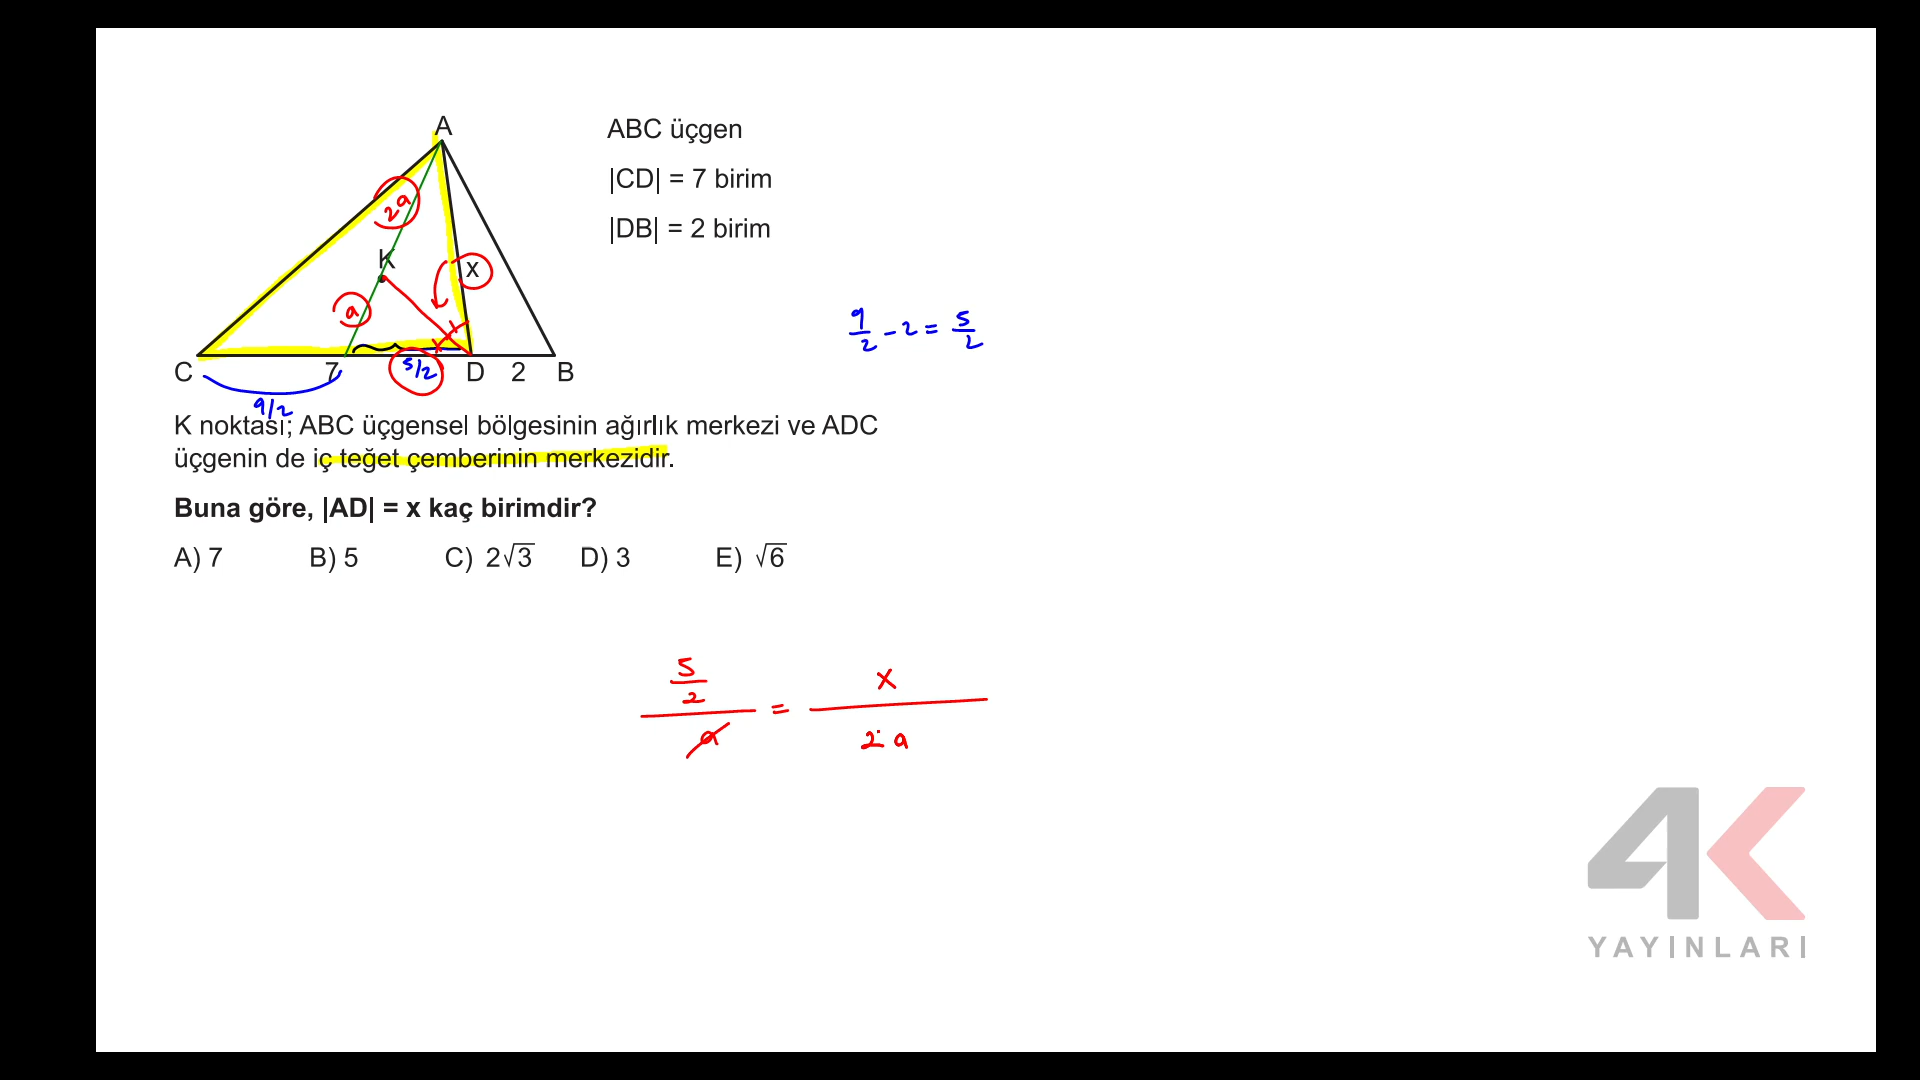 A
ABC üçgen
|CD| = 7 birim
|DB| = 2 birim
2a
K
x
a
9/2 - 2 = 5/2
C
7
5/2
D
2
B
9/2
K noktası; ABC üçgensel bölgesinin ağırlık merkezi ve ADC
üçgenin de iç teğet çemberinin merkezidir.
Buna göre, |AD| = x kaç birimdir?
A) 7 B) 5 C) 2√3 D) 3 E) √6
5/2 / a = x / 2a
4K
YAYINLARI